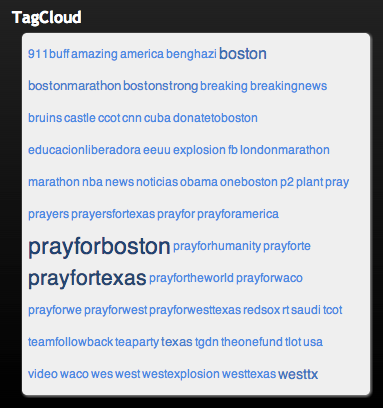 TagCloud
911buff amazing america benghazi boston
bostonmarathon bostonstrong breaking breakingnews
bruins castle ccot cnn cuba donatetoboston
educacionliberadora eeuu explosion fb londonmarathon
marathon nba news noticias obama oneboston p2 plant pray
prayers prayersfortexas prayfor prayforamerica
prayforboston prayforhumanity prayforte
prayfortexas prayfortheworld prayforwaco
prayforwe prayforwest prayforwesttexas redsox rt saudi tcot
teamfollowback teaparty texas tgdn theonefund tlot usa
video waco wes west westexplosion westtexas westtx